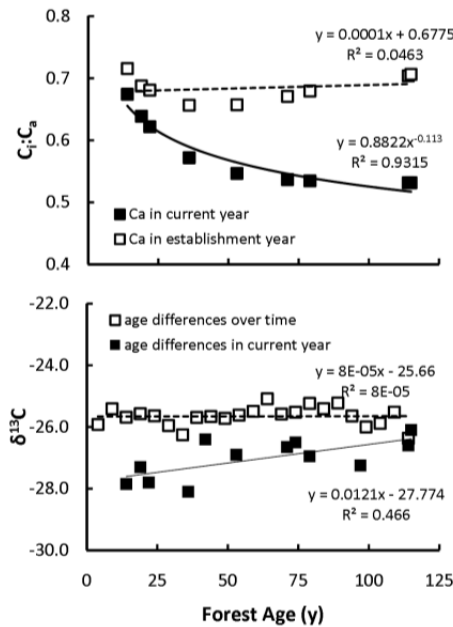 0.8
y = 0.0001x + 0.6775
R² = 0.0463
0.7
Ci:Ca
0.6
y = 0.8822x^-0.113
R² = 0.9315
0.5
Ca in current year
Ca in establishment year
0.4
-22.0
age differences over time
age differences in current year
-24.0
y = 8E-05x - 25.66
R² = 8E-05
δ¹³C
-26.0
-28.0
y = 0.0121x - 27.774
R² = 0.466
-30.0
0 25 50 75 100 125
Forest Age (y)